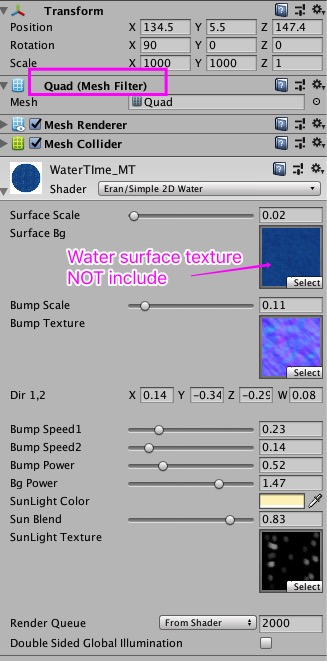 Transform
Position X 134.5 Y 5.5 Z 147.4
Rotation X 90 Y 0 Z 0
Scale X 1000 Y 1000 Z 1
Quad (Mesh Filter)
Mesh Quad
Mesh Renderer
Mesh Collider
WaterTIme_MT
Shader Eran/Simple 2D Water
Surface Scale 0.02
Surface Bg
Water surface texture
NOT include
Select
Bump Scale 0.11
Bump Texture
Select
Dir 1,2 X 0.14 Y -0.34 Z -0.29 W 0.08
Bump Speed1 0.23
Bump Speed2 0.14
Bump Power 0.52
Bg Power 1.47
SunLight Color
Sun Blend 0.83
SunLight Texture
Select
Render Queue From Shader 2000
Double Sided Global Illumination